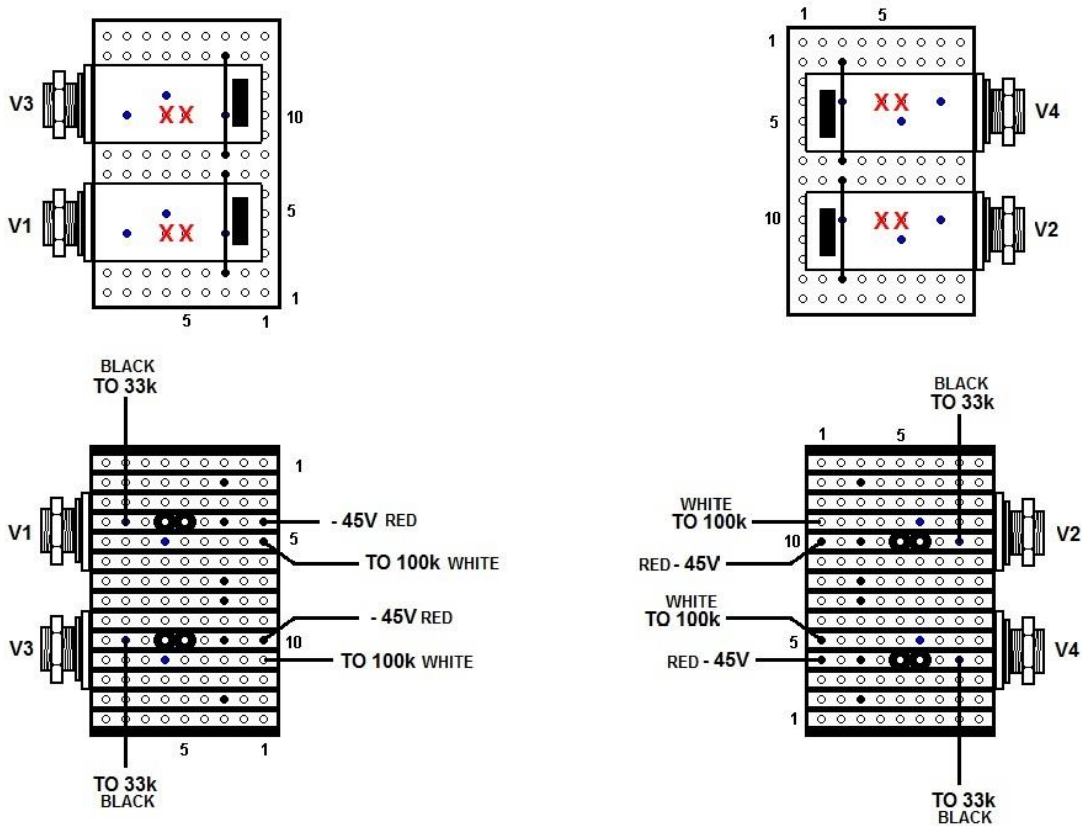 1 5
1
V3
X X
10
V4
X X
5
V1
X X
5
V2
X X
10
1
5 1
BLACK
TO 33k
BLACK
TO 33k
1 5
1
V1
- 45V RED
5
TO 100k WHITE
WHITE
TO 100k
10
RED - 45V
V2
V3
- 45V RED
10
TO 100k WHITE
WHITE
TO 100k
5
RED - 45V
V4
1
5 1
TO 33k
BLACK
TO 33k
BLACK